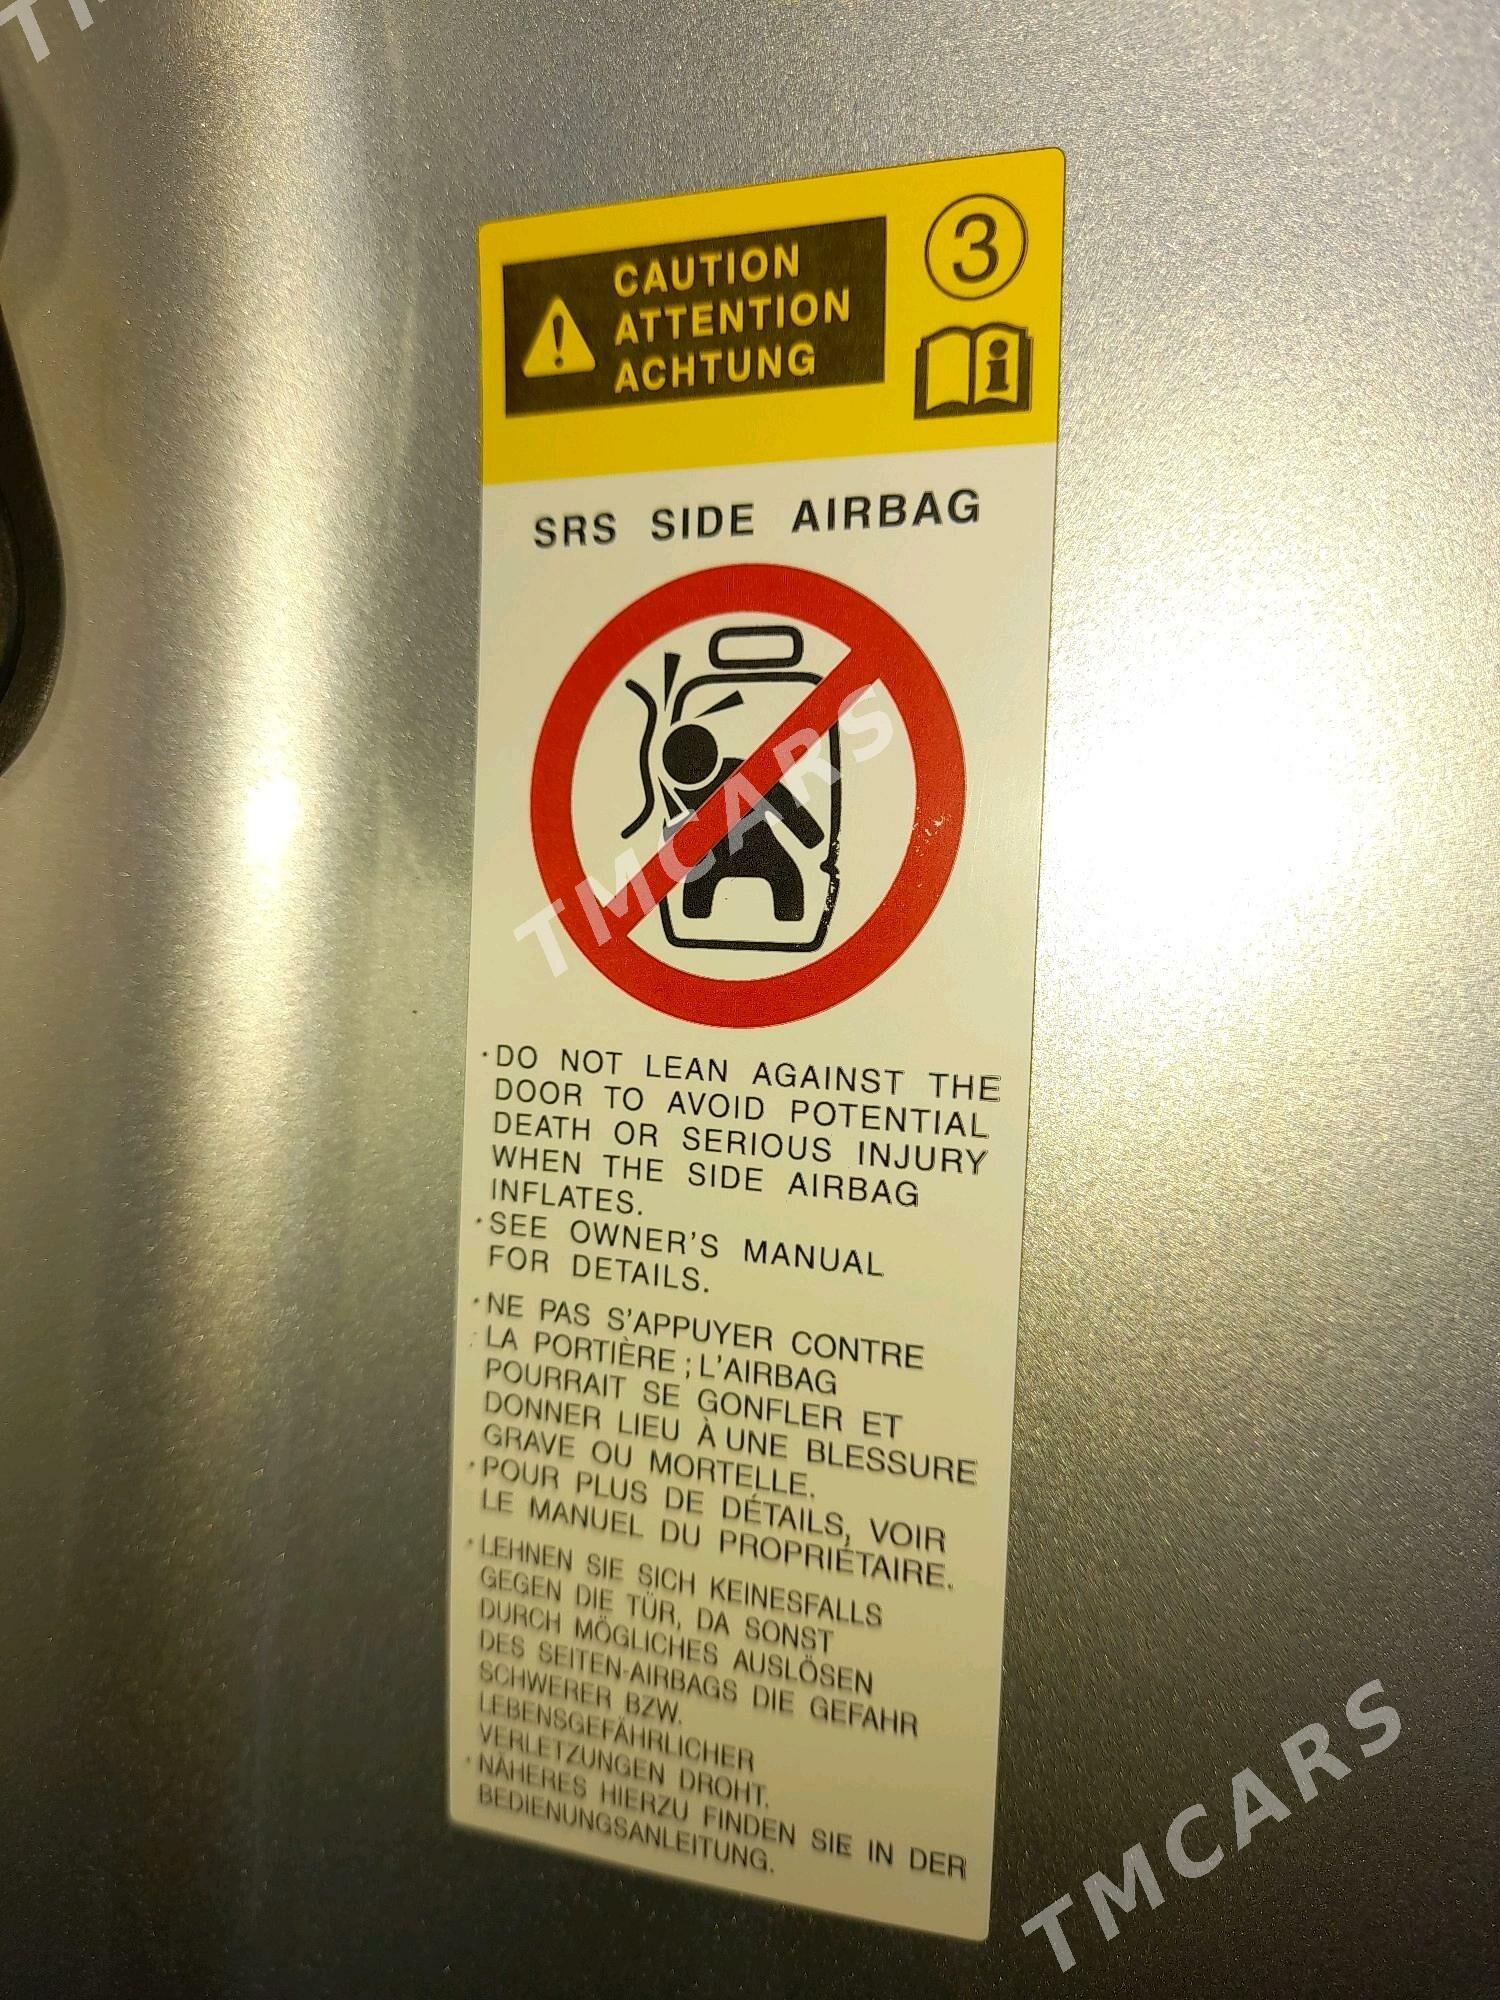 CAUTION
ATTENTION
ACHTUNG
3
i
SRS SIDE AIRBAG
TMCARS
·DO NOT LEAN AGAINST THE
DOOR TO AVOID POTENTIAL
DEATH OR SERIOUS INJURY
WHEN THE SIDE AIRBAG
INFLATES.
·SEE OWNER'S MANUAL
FOR DETAILS.
·NE PAS S'APPUYER CONTRE
LA PORTIÈRE ; L'AIRBAG
POURRAIT SE GONFLER ET
DONNER LIEU À UNE BLESSURE
GRAVE OU MORTELLE.
·POUR PLUS DE DÉTAILS, VOIR
LE MANUEL DU PROPRIÉTAIRE.
·LEHNEN SIE SICH KEINESFALLS
GEGEN DIE TÜR, DA SONST
DURCH MÖGLICHES AUSLÖSEN
DES SEITEN-AIRBAGS DIE GEFAHR
SCHWERER BZW.
LEBENSGEFÄHRLICHER
VERLETZUNGEN DROHT.
·NÄHERES HIERZU FINDEN SIE IN DER
BEDIENUNGSANLEITUNG.
TMCARS